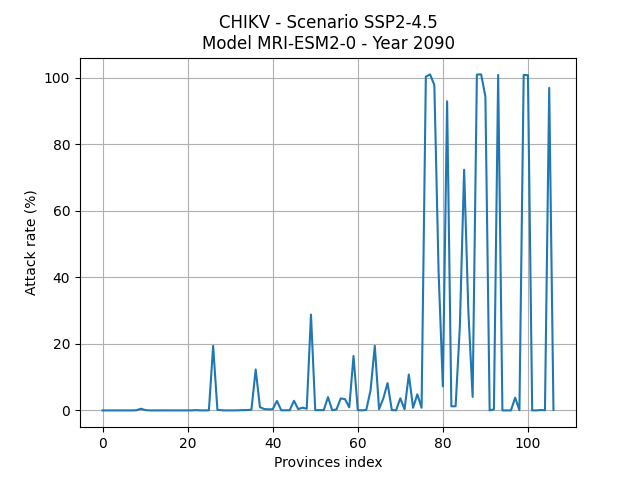 CHIKV - Scenario SSP2-4.5
Model MRI-ESM2-0 - Year 2090
100
80
60
40
20
0
Attack rate (%)
0 20 40 60 80 100
Provinces index